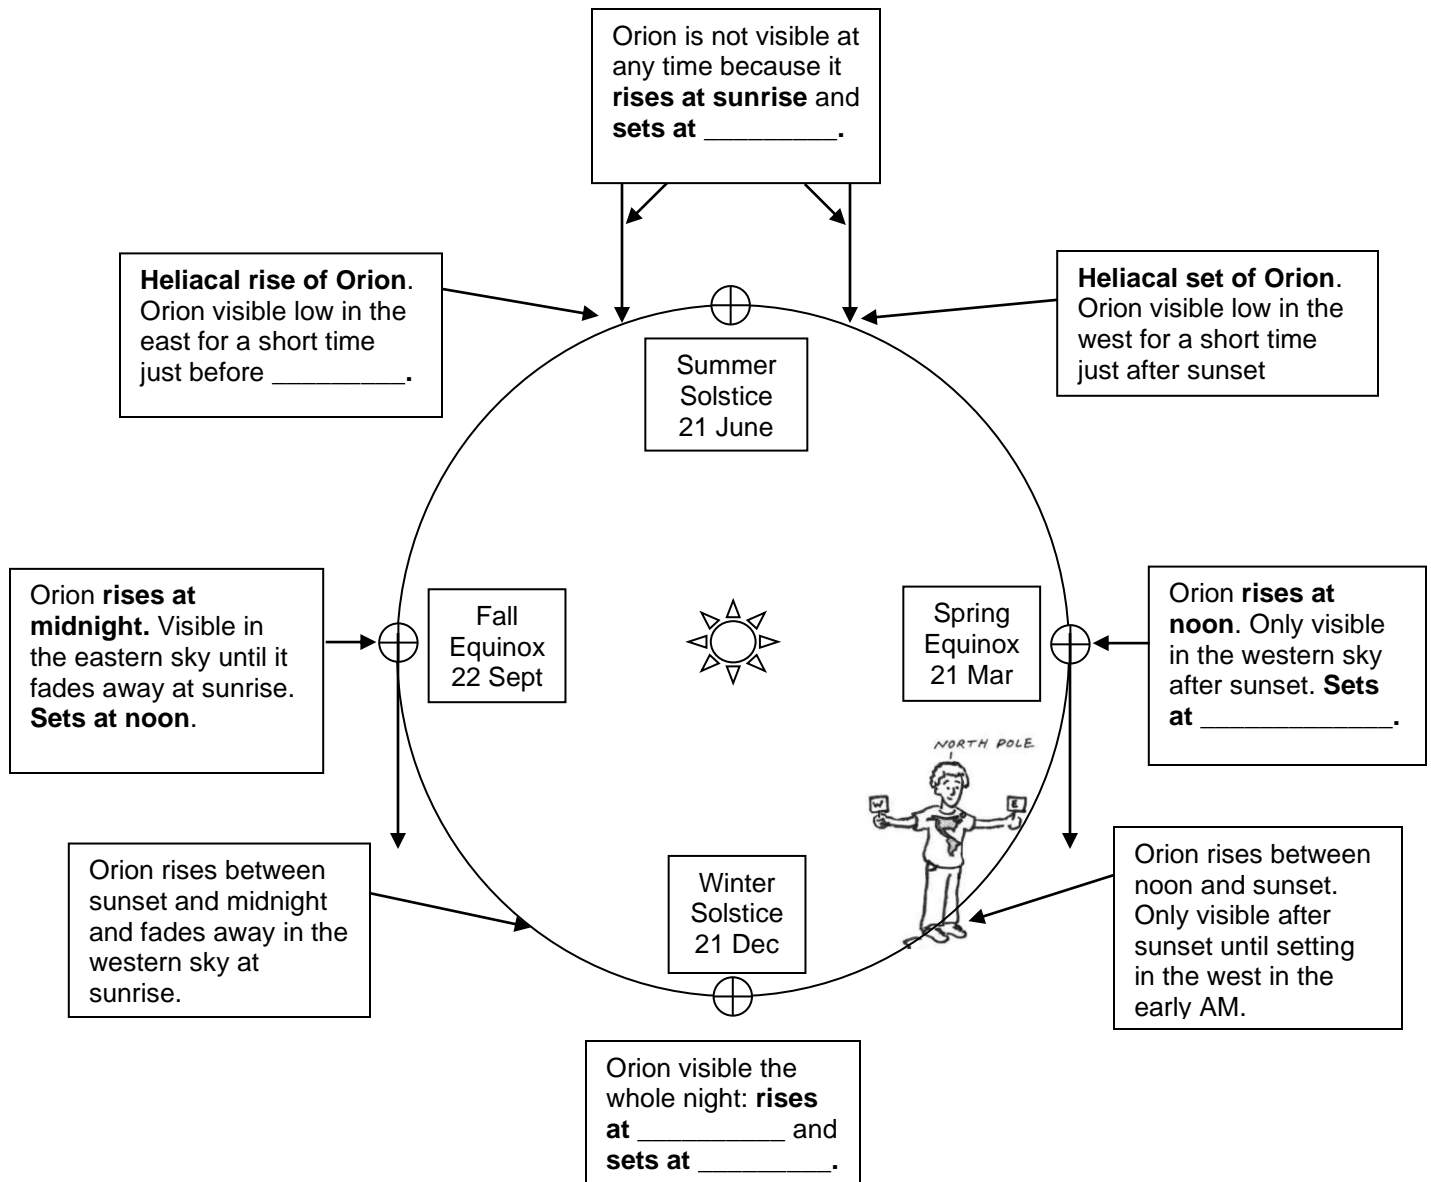 Orion is not visible at
any time because it
rises at sunrise and
sets at _________.
Heliacal rise of Orion.
Orion visible low in the
east for a short time
just before _________.
Heliacal set of Orion.
Orion visible low in the
west for a short time
just after sunset
Summer
Solstice
21 June
Orion rises at
midnight. Visible in
the eastern sky until it
fades away at sunrise.
Sets at noon.
Fall
Equinox
22 Sept
Spring
Equinox
21 Mar
Orion rises at
noon. Only visible
in the western sky
after sunset. Sets
at _____________.
NORTH POLE
W
E
Orion rises between
sunset and midnight
and fades away in the
western sky at
sunrise.
Winter
Solstice
21 Dec
Orion rises between
noon and sunset.
Only visible after
sunset until setting
in the west in the
early AM.
Orion visible the
whole night: rises
at ____________ and
sets at _________.